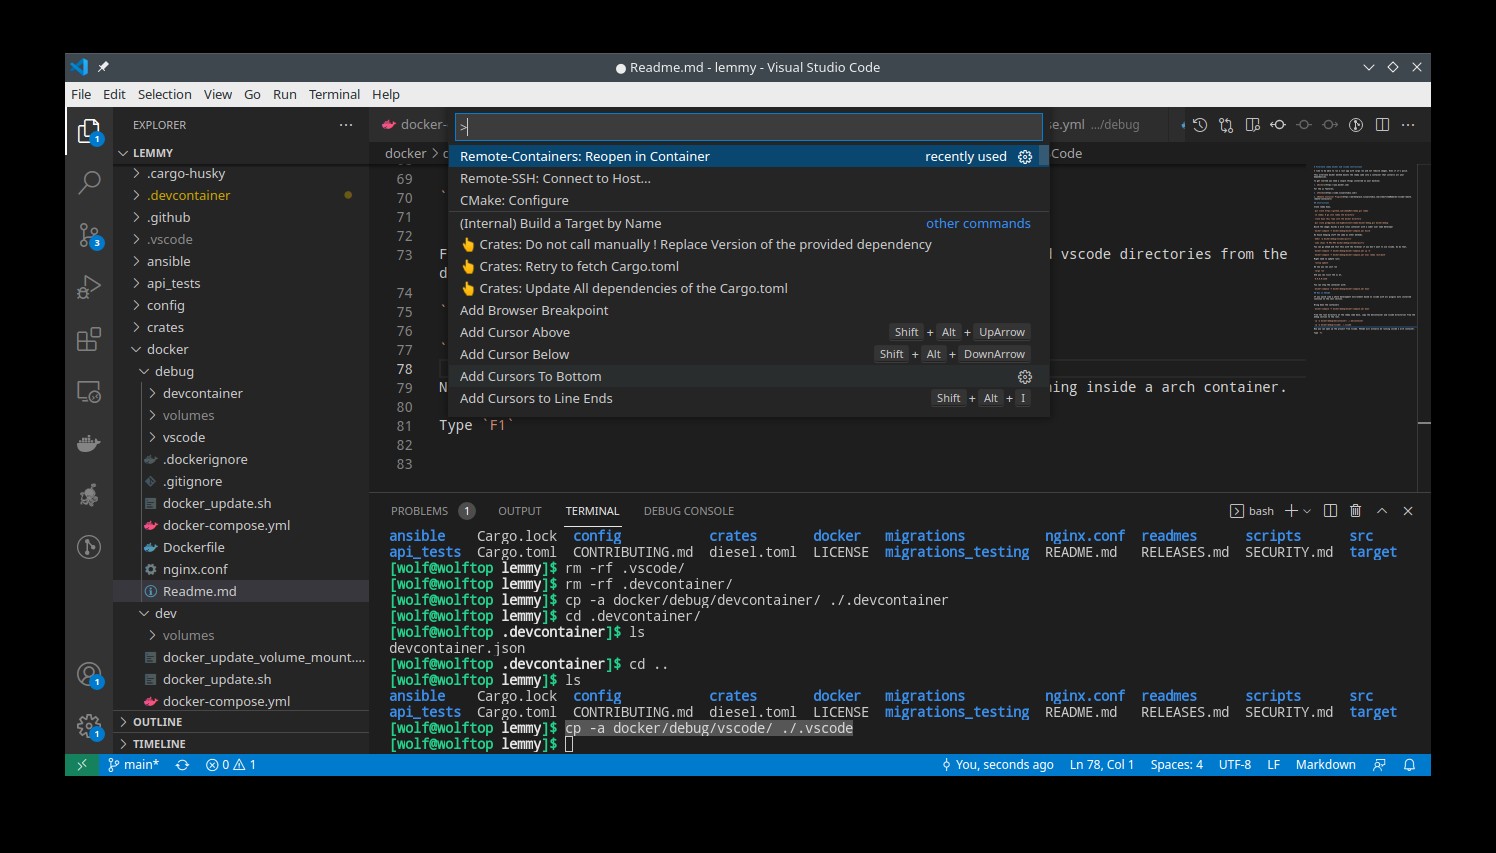 Readme.md - lemmy - Visual Studio Code
File Edit Selection View Go Run Terminal Help
EXPLORER
LEMMY
.cargo-husky
.devcontainer
.github
.vscode
ansible
api_tests
config
crates
docker
debug
devcontainer
volumes
vscode
.dockerignore
.gitignore
docker_update.sh
docker-compose.yml
Dockerfile
nginx.conf
Readme.md
dev
volumes
docker_update_volume_mount....
docker_update.sh
docker-compose.yml
OUTLINE
TIMELINE
1
3
1
1
docker-
.yml .../debug
docker >
Code
>
Remote-Containers: Reopen in Container recently used
Remote-SSH: Connect to Host...
CMake: Configure
(Internal) Build a Target by Name other commands
👆 Crates: Do not call manually ! Replace Version of the provided dependency
👆 Crates: Retry to fetch Cargo.toml
👆 Crates: Update All dependencies of the Cargo.toml
Add Browser Breakpoint
Add Cursor Above Shift + Alt + UpArrow
Add Cursor Below Shift + Alt + DownArrow
Add Cursors To Bottom
Add Cursors to Line Ends Shift + Alt + I
69
70 `
71
72
73 F vscode directories from the
d
74
75 `
76
77 `
78
79 N ing inside a arch container.
80
81 Type `F1`
82
83
PROBLEMS 1 OUTPUT TERMINAL DEBUG CONSOLE bash
ansible Cargo.lock config crates docker migrations nginx.conf readmes scripts src
api_tests Cargo.toml CONTRIBUTING.md diesel.toml LICENSE migrations_testing README.md RELEASES.md SECURITY.md target
[wolf@wolftop lemmy]$ rm -rf .vscode/
[wolf@wolftop lemmy]$ rm -rf .devcontainer/
[wolf@wolftop lemmy]$ cp -a docker/debug/devcontainer/ ./.devcontainer
[wolf@wolftop lemmy]$ cd .devcontainer/
[wolf@wolftop .devcontainer]$ ls
devcontainer.json
[wolf@wolftop .devcontainer]$ cd ..
[wolf@wolftop lemmy]$ ls
ansible Cargo.lock config crates docker migrations nginx.conf readmes scripts src
api_tests Cargo.toml CONTRIBUTING.md diesel.toml LICENSE migrations_testing README.md RELEASES.md SECURITY.md target
[wolf@wolftop lemmy]$ cp -a docker/debug/vscode/ ./.vscode
[wolf@wolftop lemmy]$
main* 0 1 You, seconds ago Ln 78, Col 1 Spaces: 4 UTF-8 LF Markdown